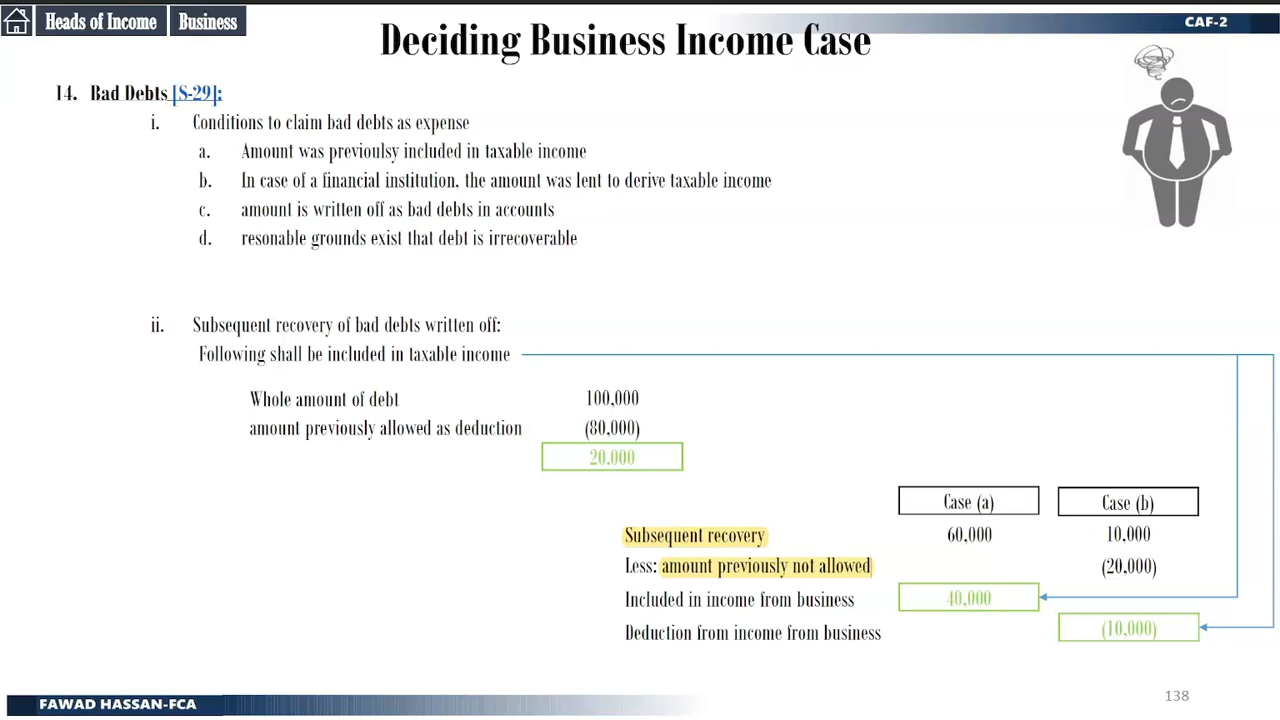 Heads of Income Business
CAF-2
Deciding Business Income Case
14. Bad Debts [S-29]:
i. Conditions to claim bad debts as expense
a. Amount was previoulsy included in taxable income
b. In case of a financial institution, the amount was lent to derive taxable income
c. amount is written off as bad debts in accounts
d. resonable grounds exist that debt is irrecoverable
ii. Subsequent recovery of bad debts written off:
Following shall be included in taxable income
Whole amount of debt 100,000
amount previously allowed as deduction (80,000)
20,000
Case (a) Case (b)
Subsequent recovery 60,000 10,000
Less: amount previously not allowed (20,000)
Included in income from business 40,000
Deduction from income from business (10,000)
FAWAD HASSAN-FCA
138